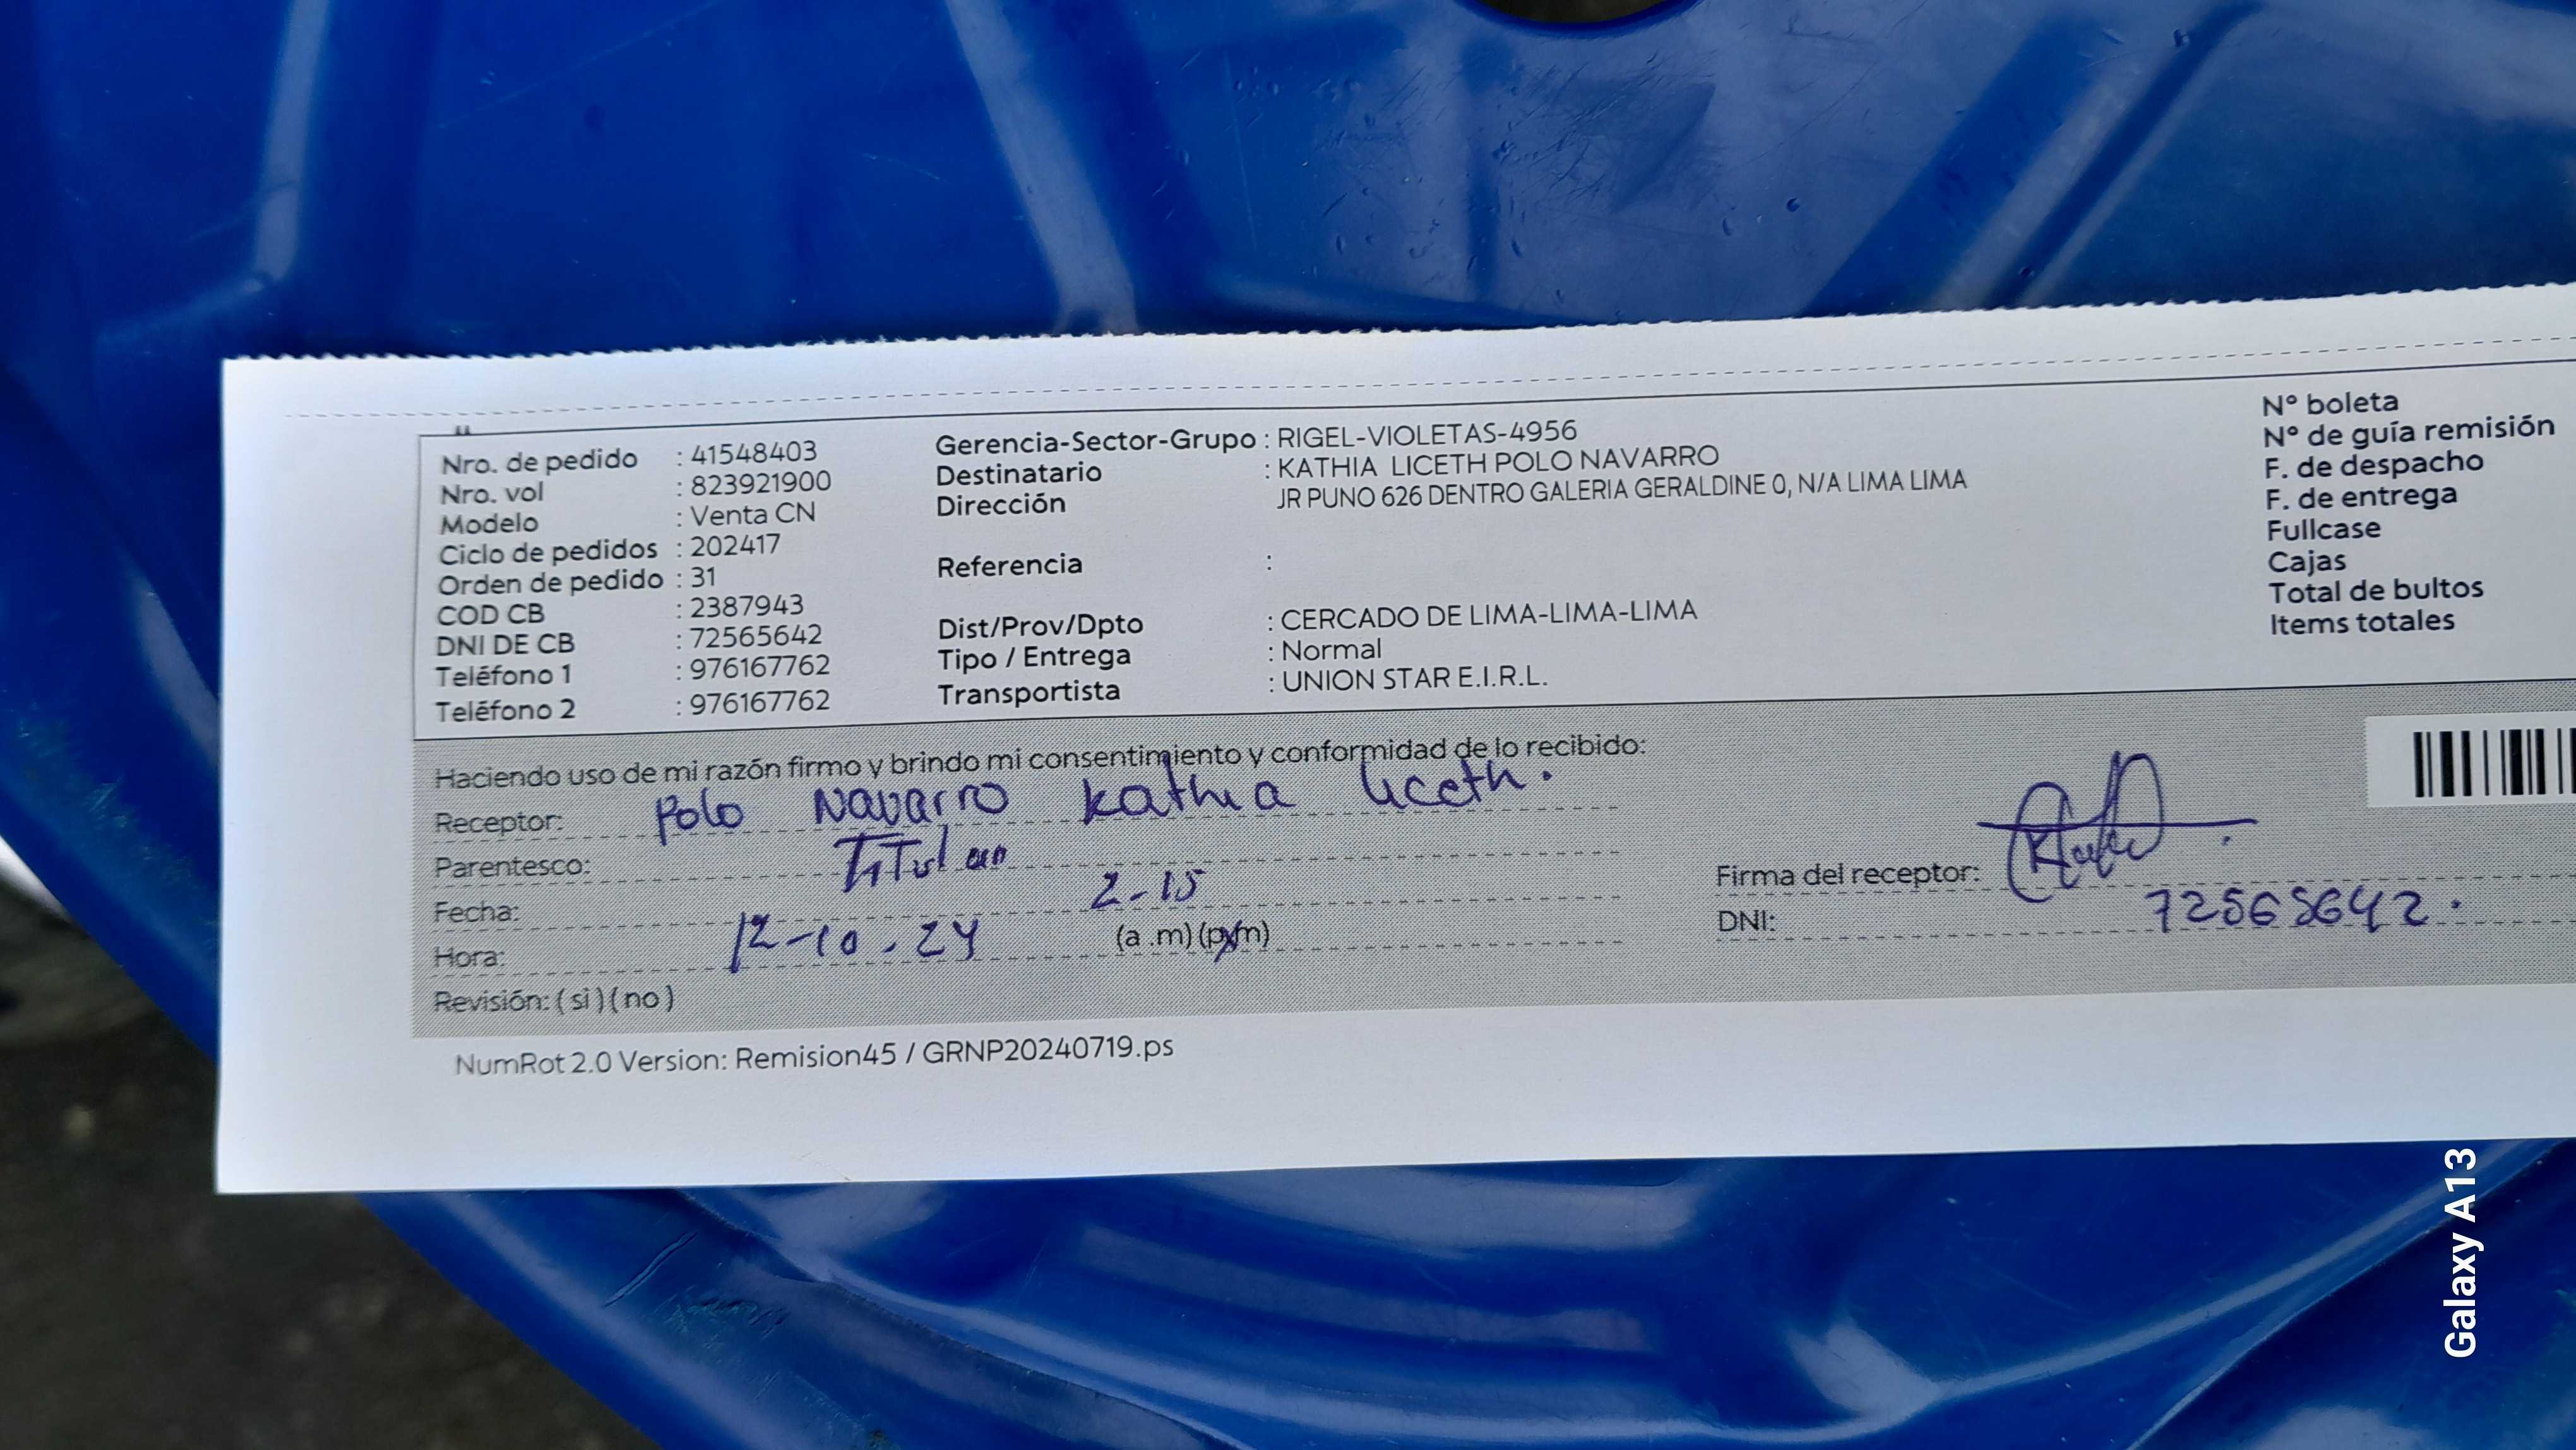 Nro. de pedido : 41548403
Nro. vol : 823921900
Modelo : Venta CN
Ciclo de pedidos : 202417
Orden de pedido : 31
COD CB : 2387943
DNI DE CB : 72565642
Teléfono 1 : 976167762
Teléfono 2 : 976167762
Gerencia-Sector-Grupo : RIGEL-VIOLETAS-4956
Destinatario : KATHIA LICETH POLO NAVARRO
Dirección JR PUNO 626 DENTRO GALERIA GERALDINE 0, N/A LIMA LIMA
Referencia :
Dist/Prov/Dpto : CERCADO DE LIMA-LIMA-LIMA
Tipo / Entrega : Normal
Transportista : UNION STAR E.I.R.L.
N° boleta
N° de guía remisión
F. de despacho
F. de entrega
Fullcase
Cajas
Total de bultos
Items totales
Haciendo uso de mi razón firmo y brindo mi consentimiento y conformidad de lo recibido:
Receptor: Polo Navarro Kathia Liceth.
Parentesco: Titular
Fecha: 2-15
Hora: 12-10-24 (a .m) (p.m)
Revisión: ( si ) ( no )
Firma del receptor:
DNI: 72565642.
NumRot 2.0 Version: Remision45 / GRNP20240719.ps
Galaxy A13